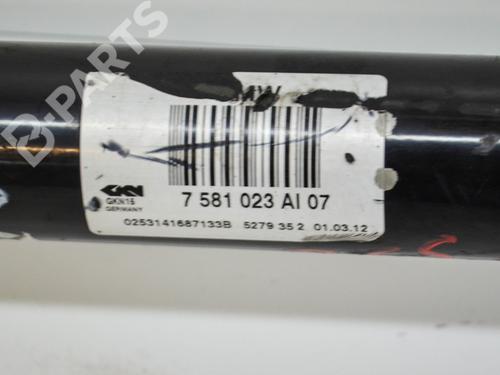 B-PARTS
GKN
GKN15
GERMANY
7 581 023 AI 07
0253141687133B 5279 35 2 01.03.12